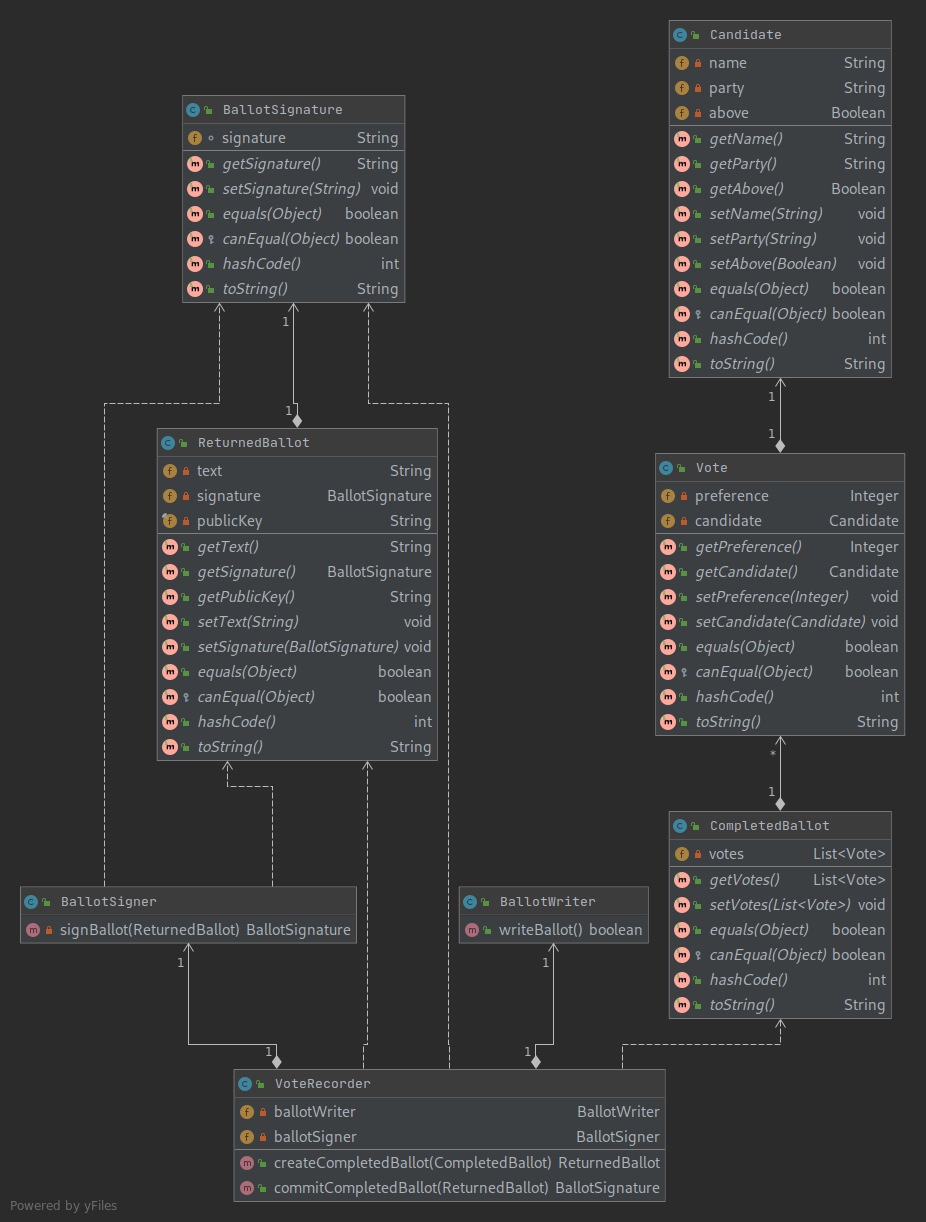 Candidate
name String
party String
above Boolean
getName() String
getParty() String
getAbove() Boolean
setName(String) void
setParty(String) void
setAbove(Boolean) void
equals(Object) boolean
canEqual(Object) boolean
hashCode() int
toString() String
BallotSignature
signature String
getSignature() String
setSignature(String) void
equals(Object) boolean
canEqual(Object) boolean
hashCode() int
toString() String
1
1
1
1
ReturnedBallot
text String
signature BallotSignature
publicKey String
getText() String
getSignature() BallotSignature
getPublicKey() String
setText(String) void
setSignature(BallotSignature) void
equals(Object) boolean
canEqual(Object) boolean
hashCode() int
toString() String
Vote
preference Integer
candidate Candidate
getPreference() Integer
getCandidate() Candidate
setPreference(Integer) void
setCandidate(Candidate) void
equals(Object) boolean
canEqual(Object) boolean
hashCode() int
toString() String
*
1
CompletedBallot
votes List<Vote>
getVotes() List<Vote>
setVotes(List<Vote>) void
equals(Object) boolean
canEqual(Object) boolean
hashCode() int
toString() String
BallotSigner
signBallot(ReturnedBallot) BallotSignature
BallotWriter
writeBallot() boolean
1
1
1
1
VoteRecorder
ballotWriter BallotWriter
ballotSigner BallotSigner
createCompletedBallot(CompletedBallot) ReturnedBallot
commitCompletedBallot(ReturnedBallot) BallotSignature
Powered by yFiles